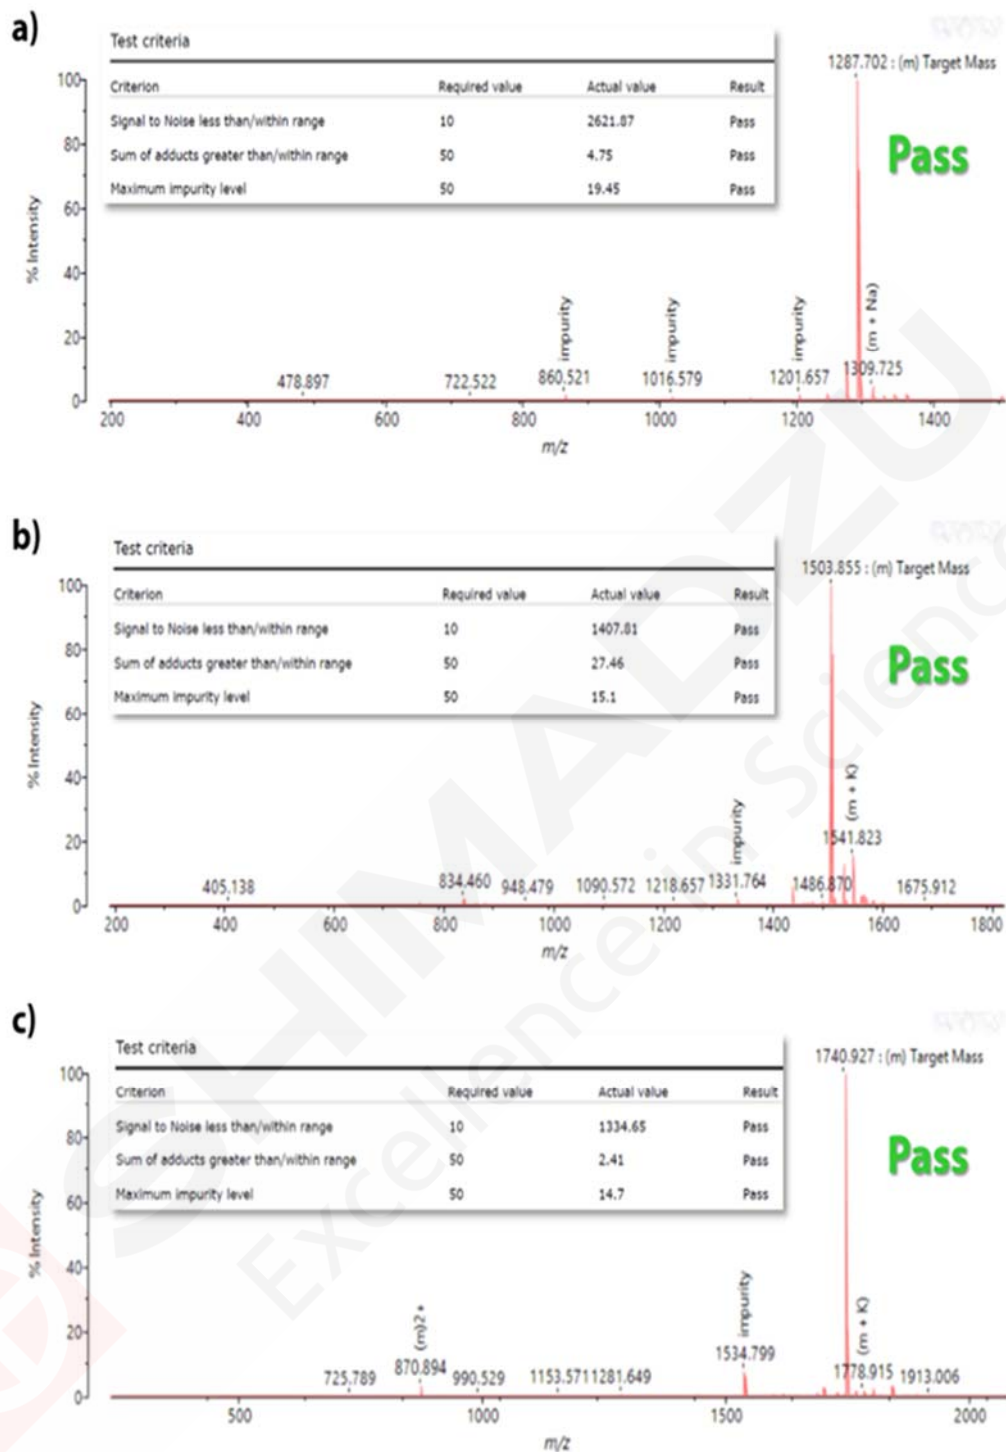 a)
Test criteria
Criterion Required value Actual value Result
Signal to Noise less than/within range 10 2621.87 Pass
Sum of adducts greater than/within range 50 4.75 Pass
Maximum impurity level 50 19.45 Pass
1287.702 : (m) Target Mass
Pass
% Intensity
100
80
60
40
20
0
impurity
impurity
impurity
(m + Na)
478.897 722.522 860.521 1016.579 1201.657 1309.725
200 400 600 800 1000 1200 1400
m/z
b)
Test criteria
Criterion Required value Actual value Result
Signal to Noise less than/within range 10 1407.81 Pass
Sum of adducts greater than/within range 50 27.46 Pass
Maximum impurity level 50 15.1 Pass
1503.855 : (m) Target Mass
Pass
% Intensity
100
80
60
40
20
0
impurity
(m + K)
1541.823
405.138 834.460 948.479 1090.572 1218.657 1331.764 1486.870 1675.912
200 400 600 800 1000 1200 1400 1600 1800
m/z
c)
Test criteria
Criterion Required value Actual value Result
Signal to Noise less than/within range 10 1334.65 Pass
Sum of adducts greater than/within range 50 2.41 Pass
Maximum impurity level 50 14.7 Pass
1740.927 : (m) Target Mass
Pass
% Intensity
100
80
60
40
20
0
(m)2+
impurity
(m + K)
725.789 870.894 990.529 1153.571 1281.649 1534.799 1778.915 1913.006
500 1000 1500 2000
m/z
SHIMADZU
Excellence in Science